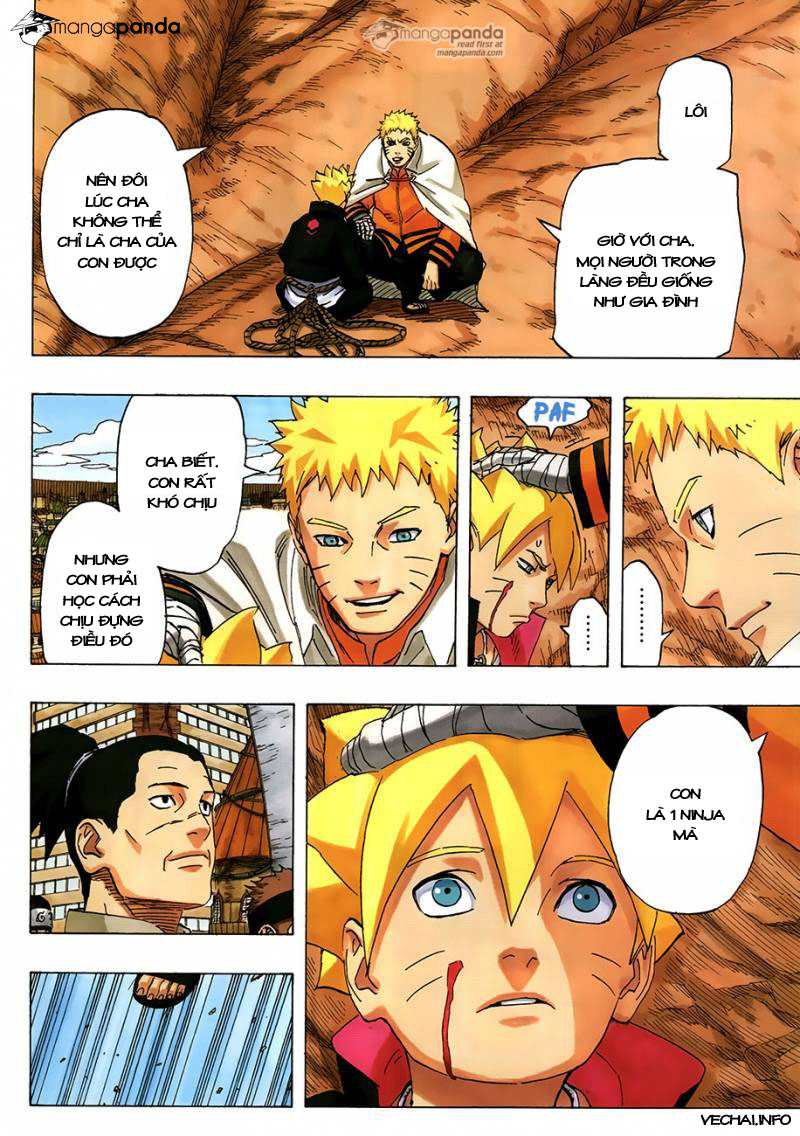 mangapanda
mangapanda
read first at
www.mangapanda.com
LÔI
GIỜ VỚI CHA,
MỌI NGƯỜI TRONG
LÀNG ĐỀU GIỐNG
NHƯ GIA ĐÌNH
NÊN ĐÔI
LÚC CHA
KHÔNG THỂ
CHỈ LÀ CHA CỦA
CON ĐƯỢC
......
PAF
......
CHA BIẾT,
CON RẤT
KHÓ CHỊU
NHƯNG
CON PHẢI
HỌC CÁCH
CHỊU ĐỰNG
ĐIỀU ĐÓ
CON
LÀ 1 NINJA
MÀ
VECHAI.INFO